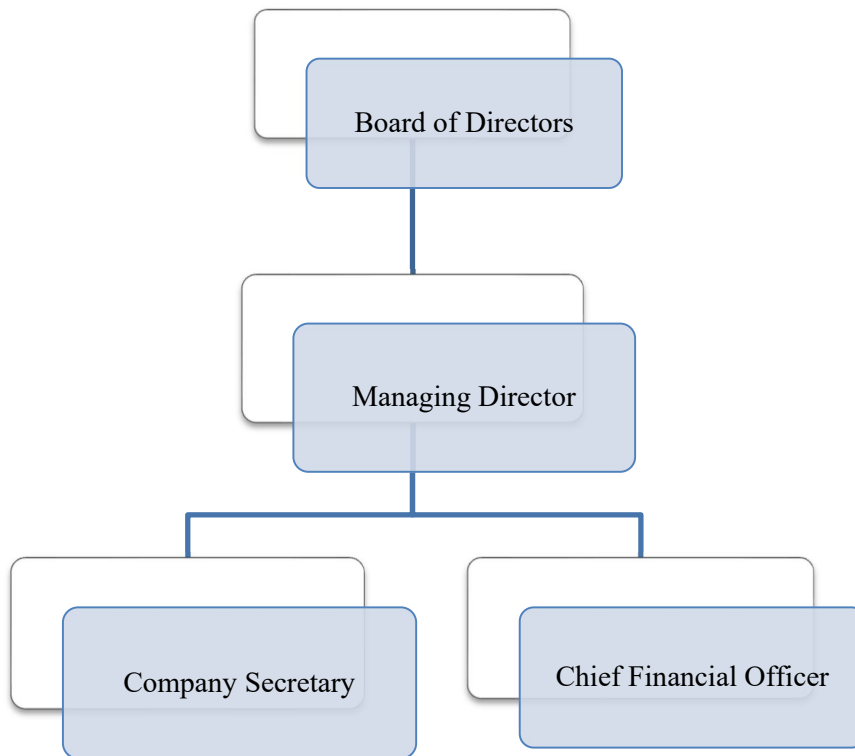 Board of Directors
Managing Director
Company Secretary
Chief Financial Officer